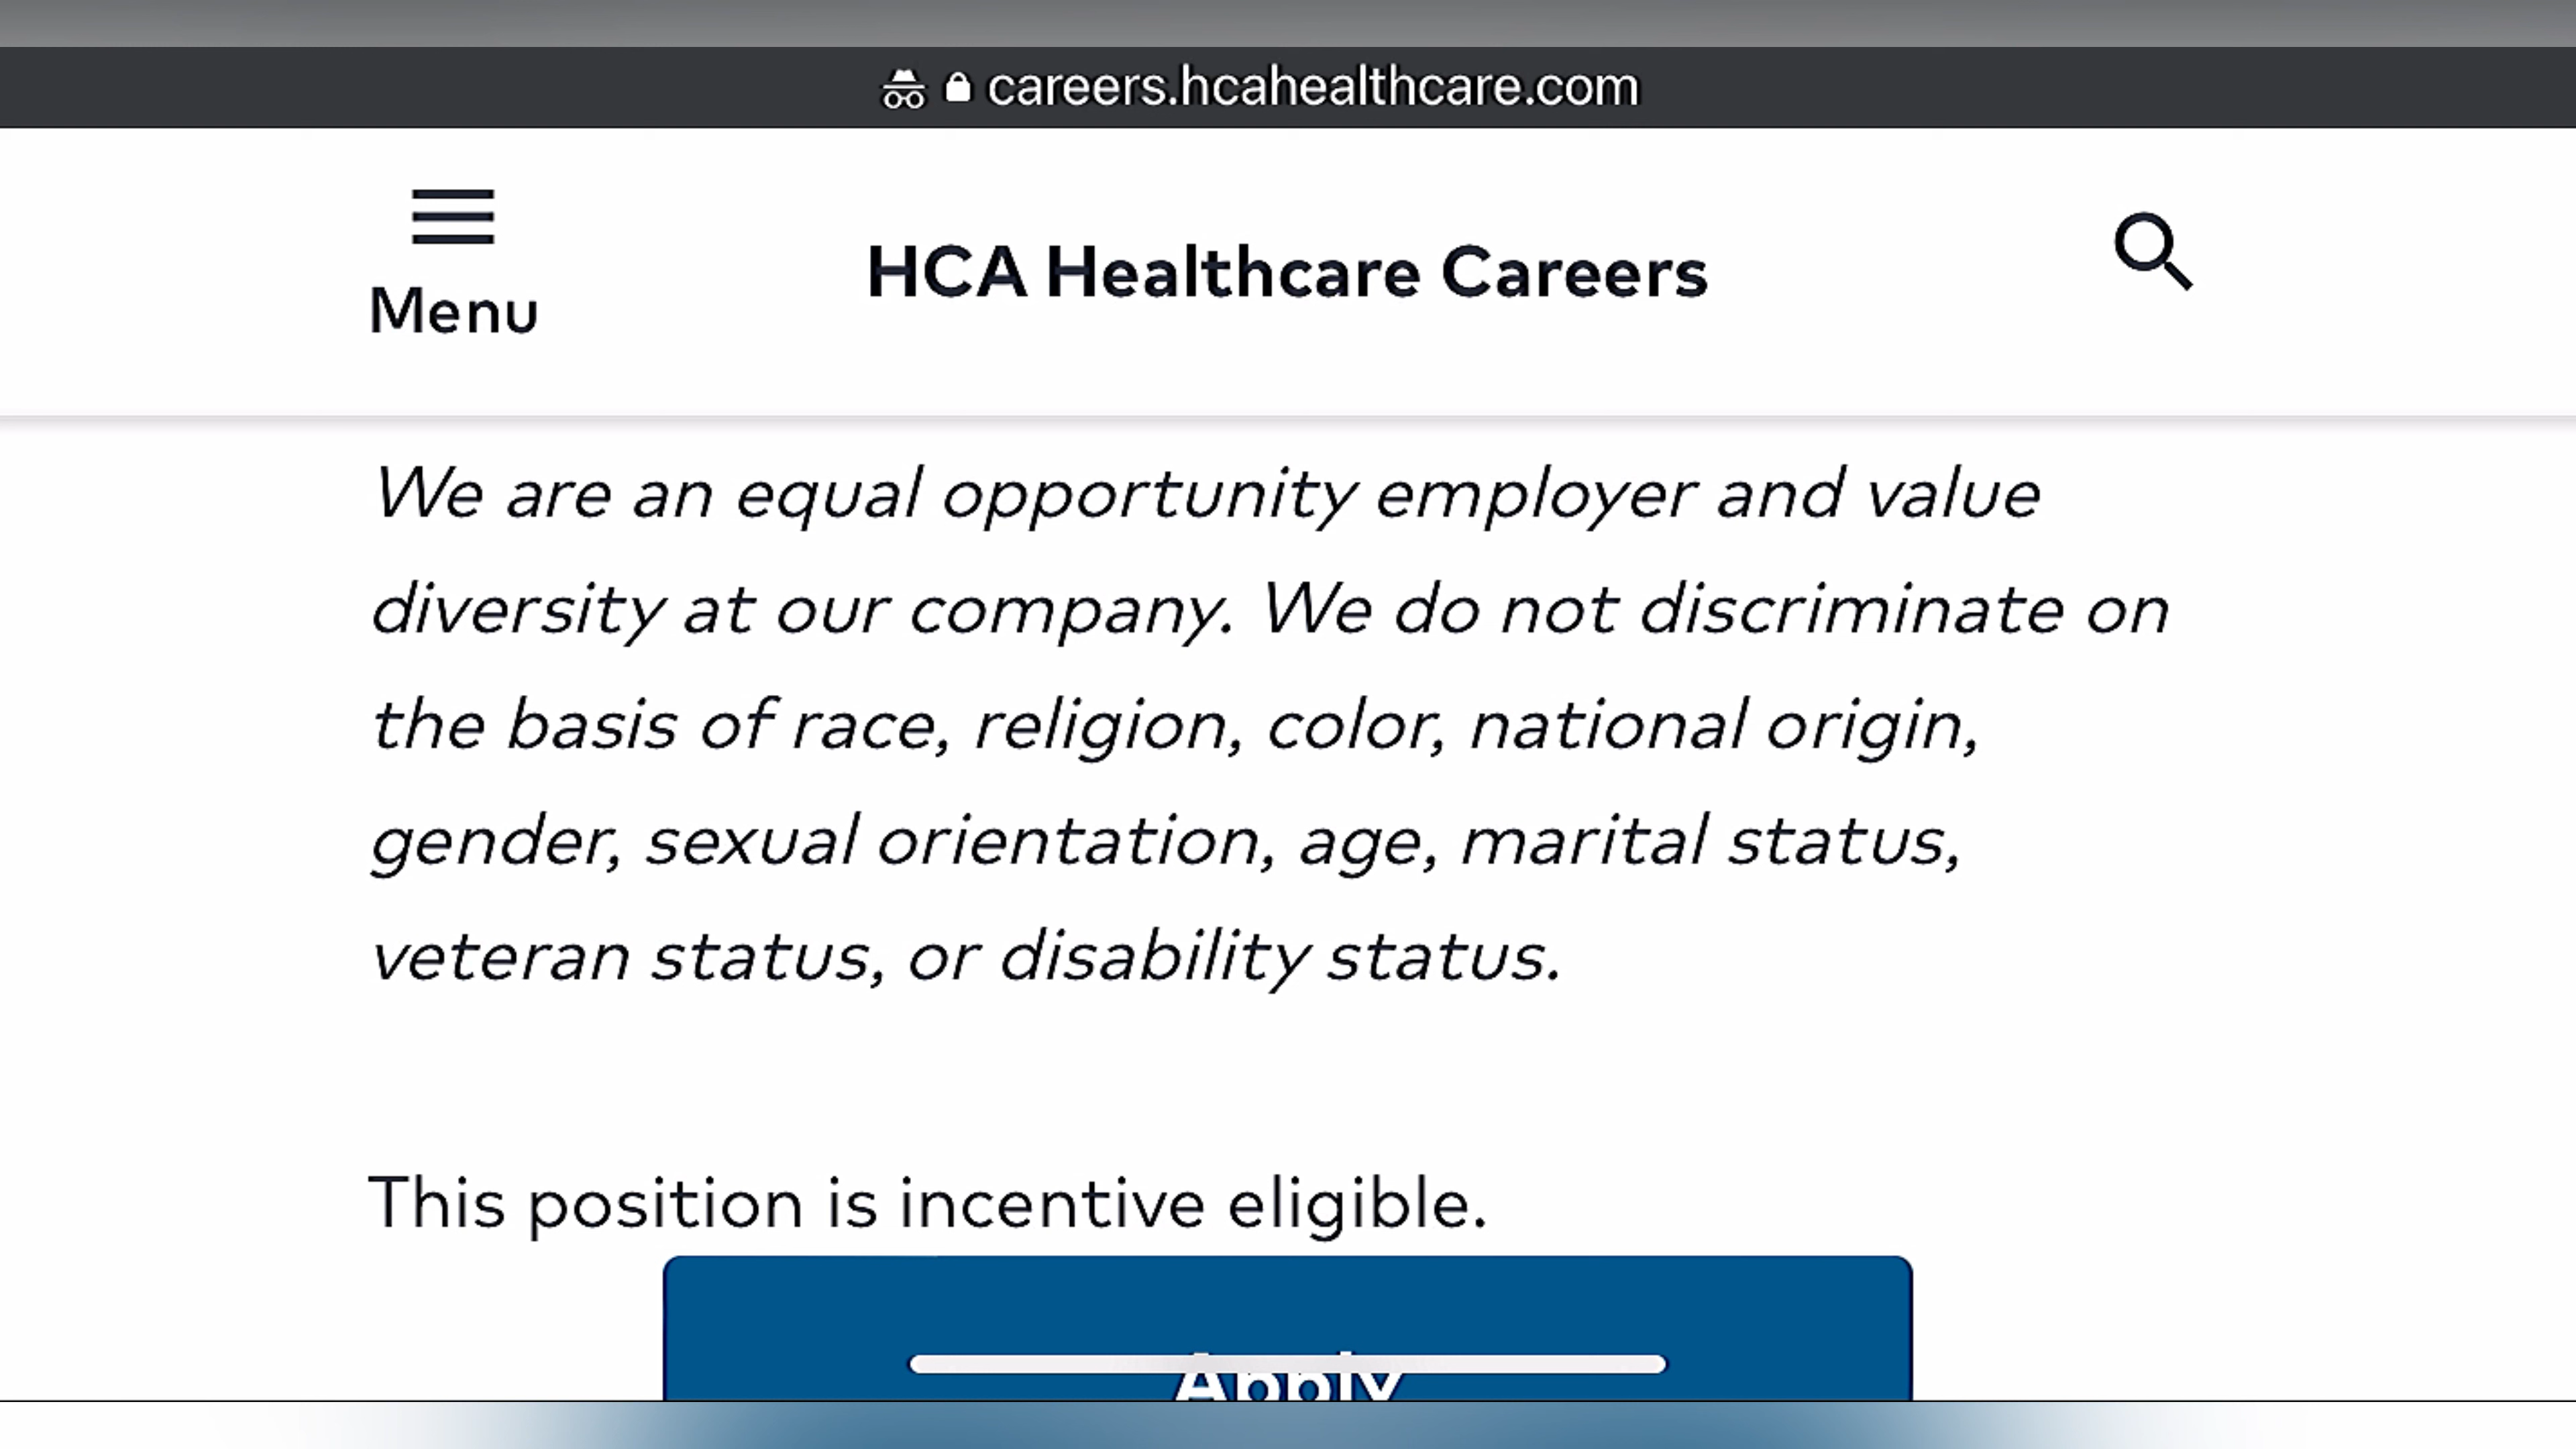 careers.hcahealthcare.com
Menu
HCA Healthcare Careers
We are an equal opportunity employer and value
diversity at our company. We do not discriminate on
the basis of race, religion, color, national origin,
gender, sexual orientation, age, marital status,
veteran status, or disability status.
This position is incentive eligible.
Apply